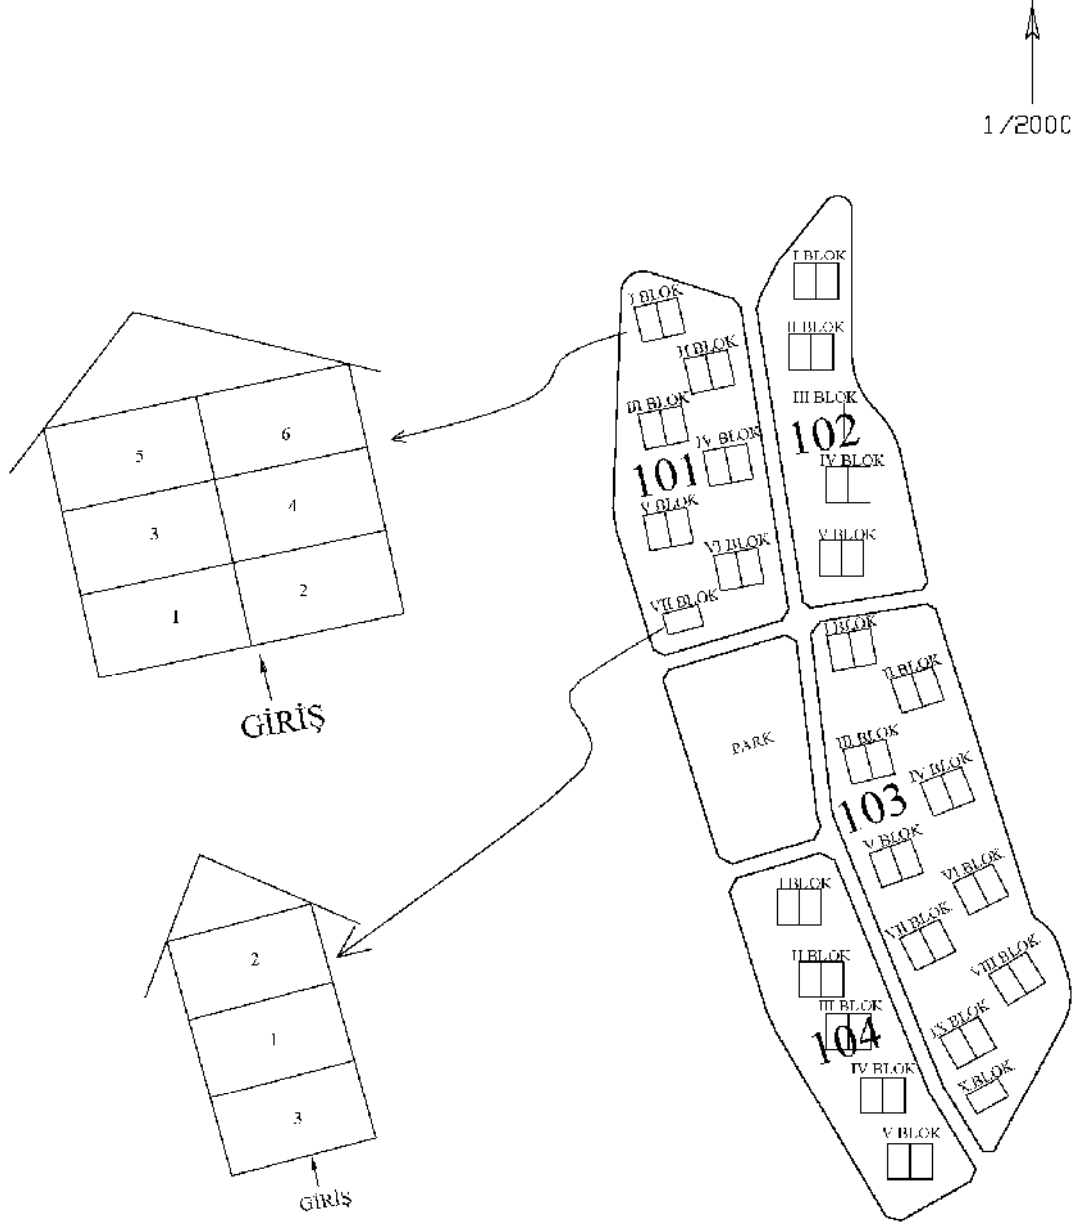 1/2000
I BLOK
II BLOK
III BLOK
IV BLOK
101
V BLOK
VI BLOK
VII BLOK
I BLOK
II BLOK
III BLOK
102
IV BLOK
V BLOK
5
6
3
4
1
2
GİRİŞ
PARK
I BLOK
II BLOK
III BLOK
IV BLOK
103
V BLOK
VI BLOK
VII BLOK
VIII BLOK
IX BLOK
X BLOK
I BLOK
II BLOK
III BLOK
104
IV BLOK
V BLOK
2
1
3
GİRİŞ